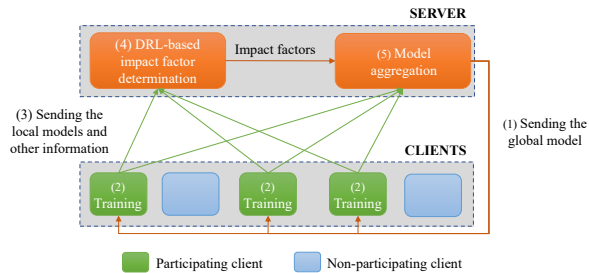 SERVER
(4) DRL-based
impact factor
determination
Impact factors
(5) Model
aggregation
(3) Sending the
local models and
other information
(1) Sending the
global model
CLIENTS
(2)
Training
(2)
Training
(2)
Training
Participating client
Non-participating client